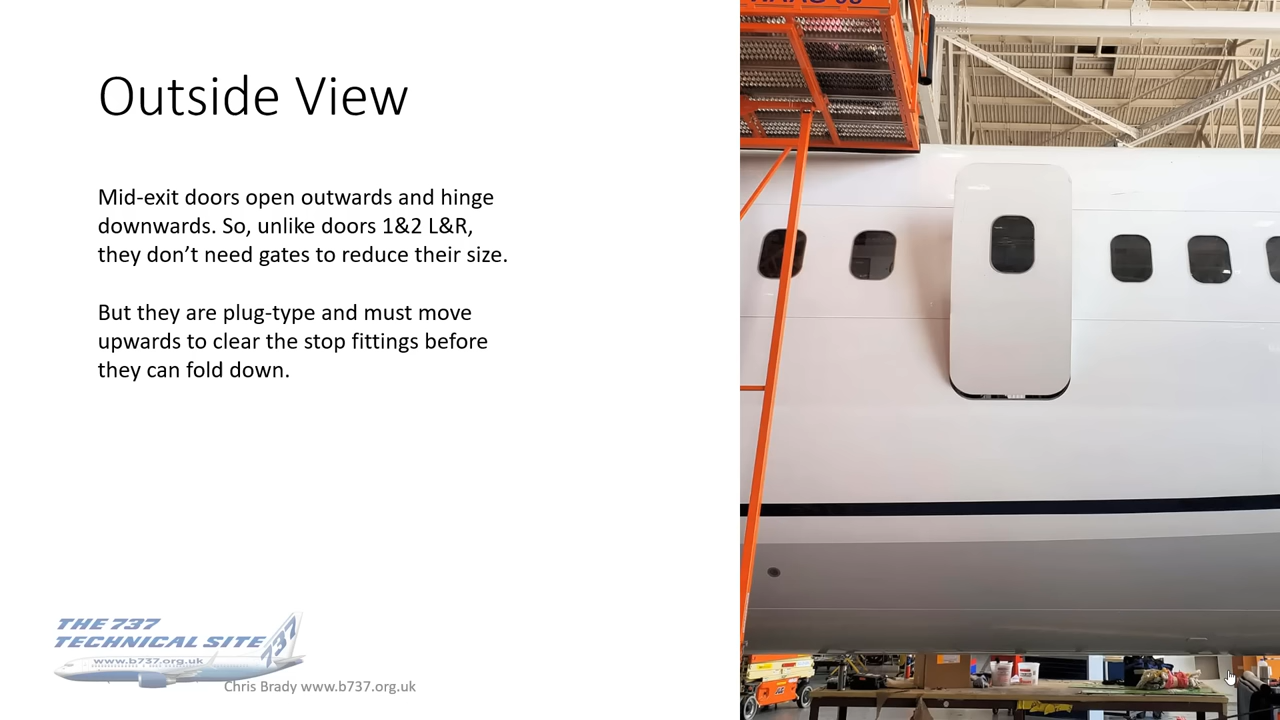 Outside View
Mid-exit doors open outwards and hinge
downwards. So, unlike doors 1&2 L&R,
they don’t need gates to reduce their size.
But they are plug-type and must move
upwards to clear the stop fittings before
they can fold down.
THE 737
TECHNICAL SITE
737
www.b737.org.uk
Chris Brady www.b737.org.uk